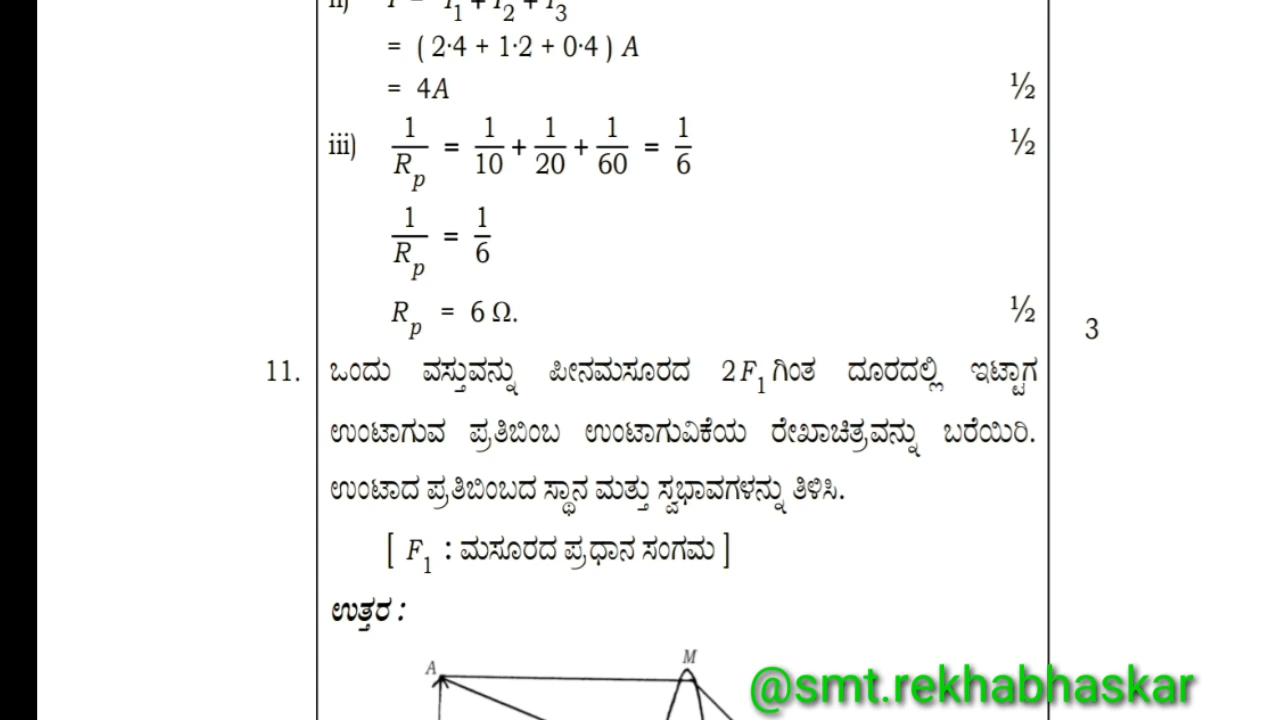 ii) I = I₁ + I₂ + I₃
= ( 2·4 + 1·2 + 0·4 ) A
= 4A ½
iii) 1/Rₚ = 1/10 + 1/20 + 1/60 = 1/6 ½
1/Rₚ = 1/6
Rₚ = 6 Ω. ½ 3
11. ಒಂದು ವಸ್ತುವನ್ನು ಪೀನಮಸೂರದ 2F₁ಗಿಂತ ದೂರದಲ್ಲಿ ಇಟ್ಟಾಗ
ಉಂಟಾಗುವ ಪ್ರತಿಬಿಂಬ ಉಂಟಾಗುವಿಕೆಯ ರೇಖಾಚಿತ್ರವನ್ನು ಬರೆಯಿರಿ.
ಉಂಟಾದ ಪ್ರತಿಬಿಂಬದ ಸ್ಥಾನ ಮತ್ತು ಸ್ವಭಾವಗಳನ್ನು ತಿಳಿಸಿ.
[ F₁ : ಮಸೂರದ ಪ್ರಧಾನ ಸಂಗಮ ]
ಉತ್ತರ :
A M
@smt.rekhabhaskar